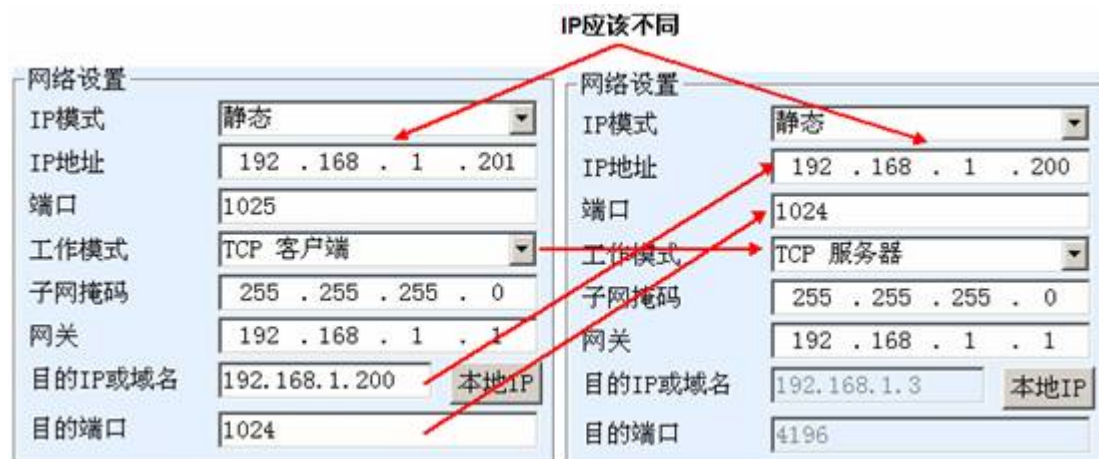 IP应该不同
网络设置
IP模式 静态
IP地址 192 . 168 . 1 . 201
端口 1025
工作模式 TCP 客户端
子网掩码 255 . 255 . 255 . 0
网关 192 . 168 . 1 . 1
目的IP或域名 192.168.1.200 本地IP
目的端口 1024
网络设置
IP模式 静态
IP地址 192 . 168 . 1 . 200
端口 1024
工作模式 TCP 服务器
子网掩码 255 . 255 . 255 . 0
网关 192 . 168 . 1 . 1
目的IP或域名 192.168.1.3 本地IP
目的端口 4196